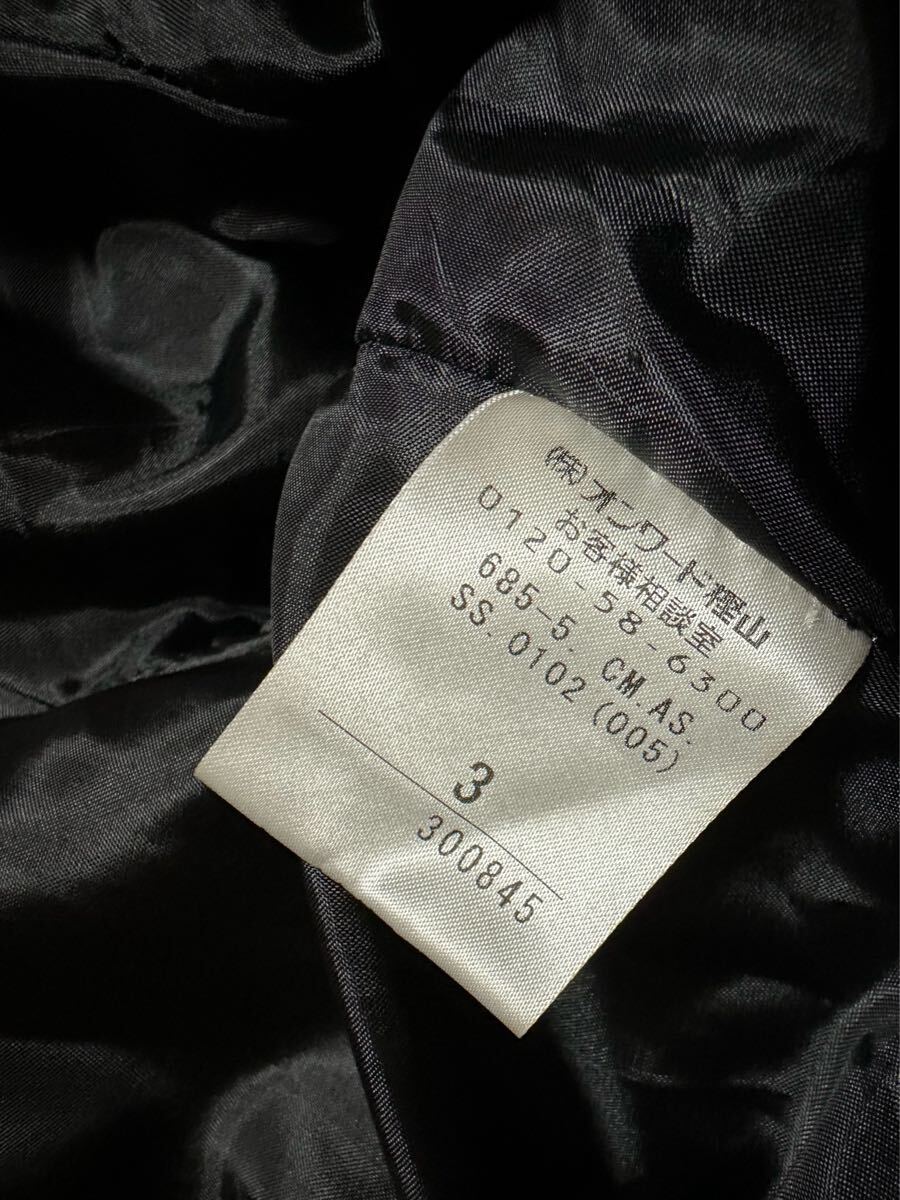 (株)オンワード樫山
お客様相談室
0120-58-6300
685-5. CM.AS.
SS.0102(005)
3
300845